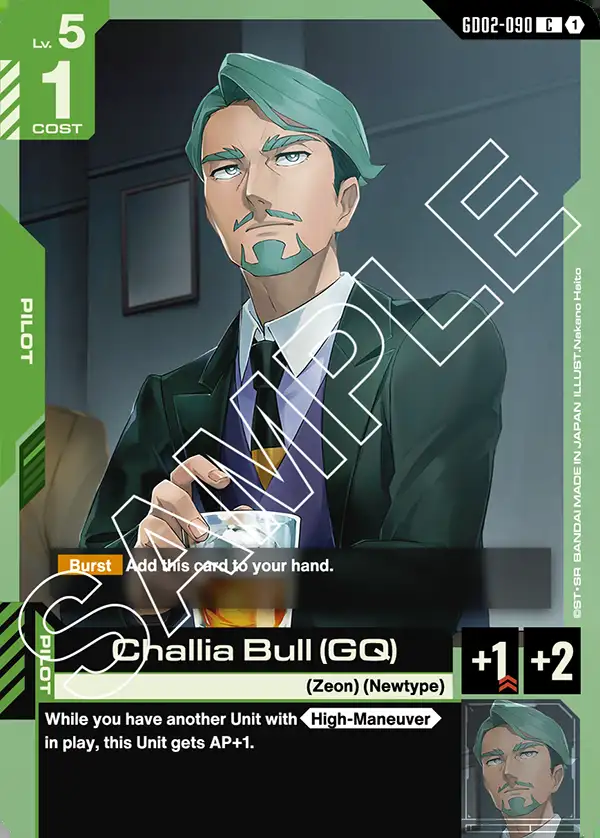 GD02-090 C 1
Lv. 5
1
COST
PILOT
SAMPLE
©ST・SR BANDAI MADE IN JAPAN ILLUST.Nakano Haito
Burst Add this card to your hand.
PILOT
Challia Bull (GQ)
+1 +2
(Zeon) (Newtype)
While you have another Unit with High-Maneuver
in play, this Unit gets AP+1.